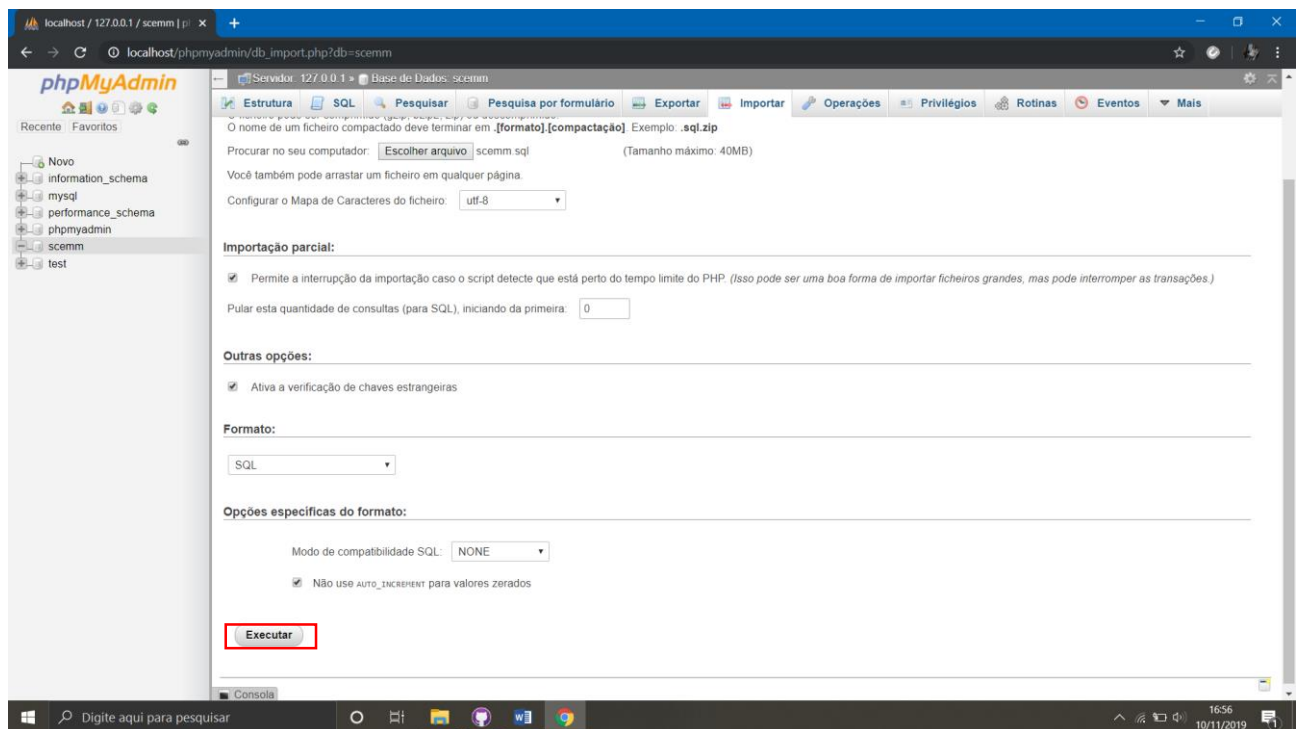 localhost / 127.0.0.1 / scemm | p
localhost/phpmyadmin/db_import.php?db=scemm
phpMyAdmin
Recente Favoritos
Novo
information_schema
mysql
performance_schema
phpmyadmin
scemm
test
Servidor: 127.0.0.1 » Base de Dados: scemm
Estrutura SQL Pesquisar Pesquisa por formulário Exportar Importar Operações Privilégios Rotinas Eventos Mais
O nome de um ficheiro compactado deve terminar em .[formato].[compactação]. Exemplo: .sql.zip
Procurar no seu computador: Escolher arquivo scemm.sql (Tamanho máximo: 40MB)
Você também pode arrastar um ficheiro em qualquer página.
Configurar o Mapa de Caracteres do ficheiro: utf-8
Importação parcial:
Permite a interrupção da importação caso o script detecte que está perto do tempo limite do PHP. (Isso pode ser uma boa forma de importar ficheiros grandes, mas pode interromper as transações.)
Pular esta quantidade de consultas (para SQL), iniciando da primeira: 0
Outras opções:
Ativa a verificação de chaves estrangeiras
Formato:
SQL
Opções específicas do formato:
Modo de compatibilidade SQL: NONE
Não use AUTO_INCREMENT para valores zerados
Executar
Consola
Digite aqui para pesquisar
16:56
10/11/2019